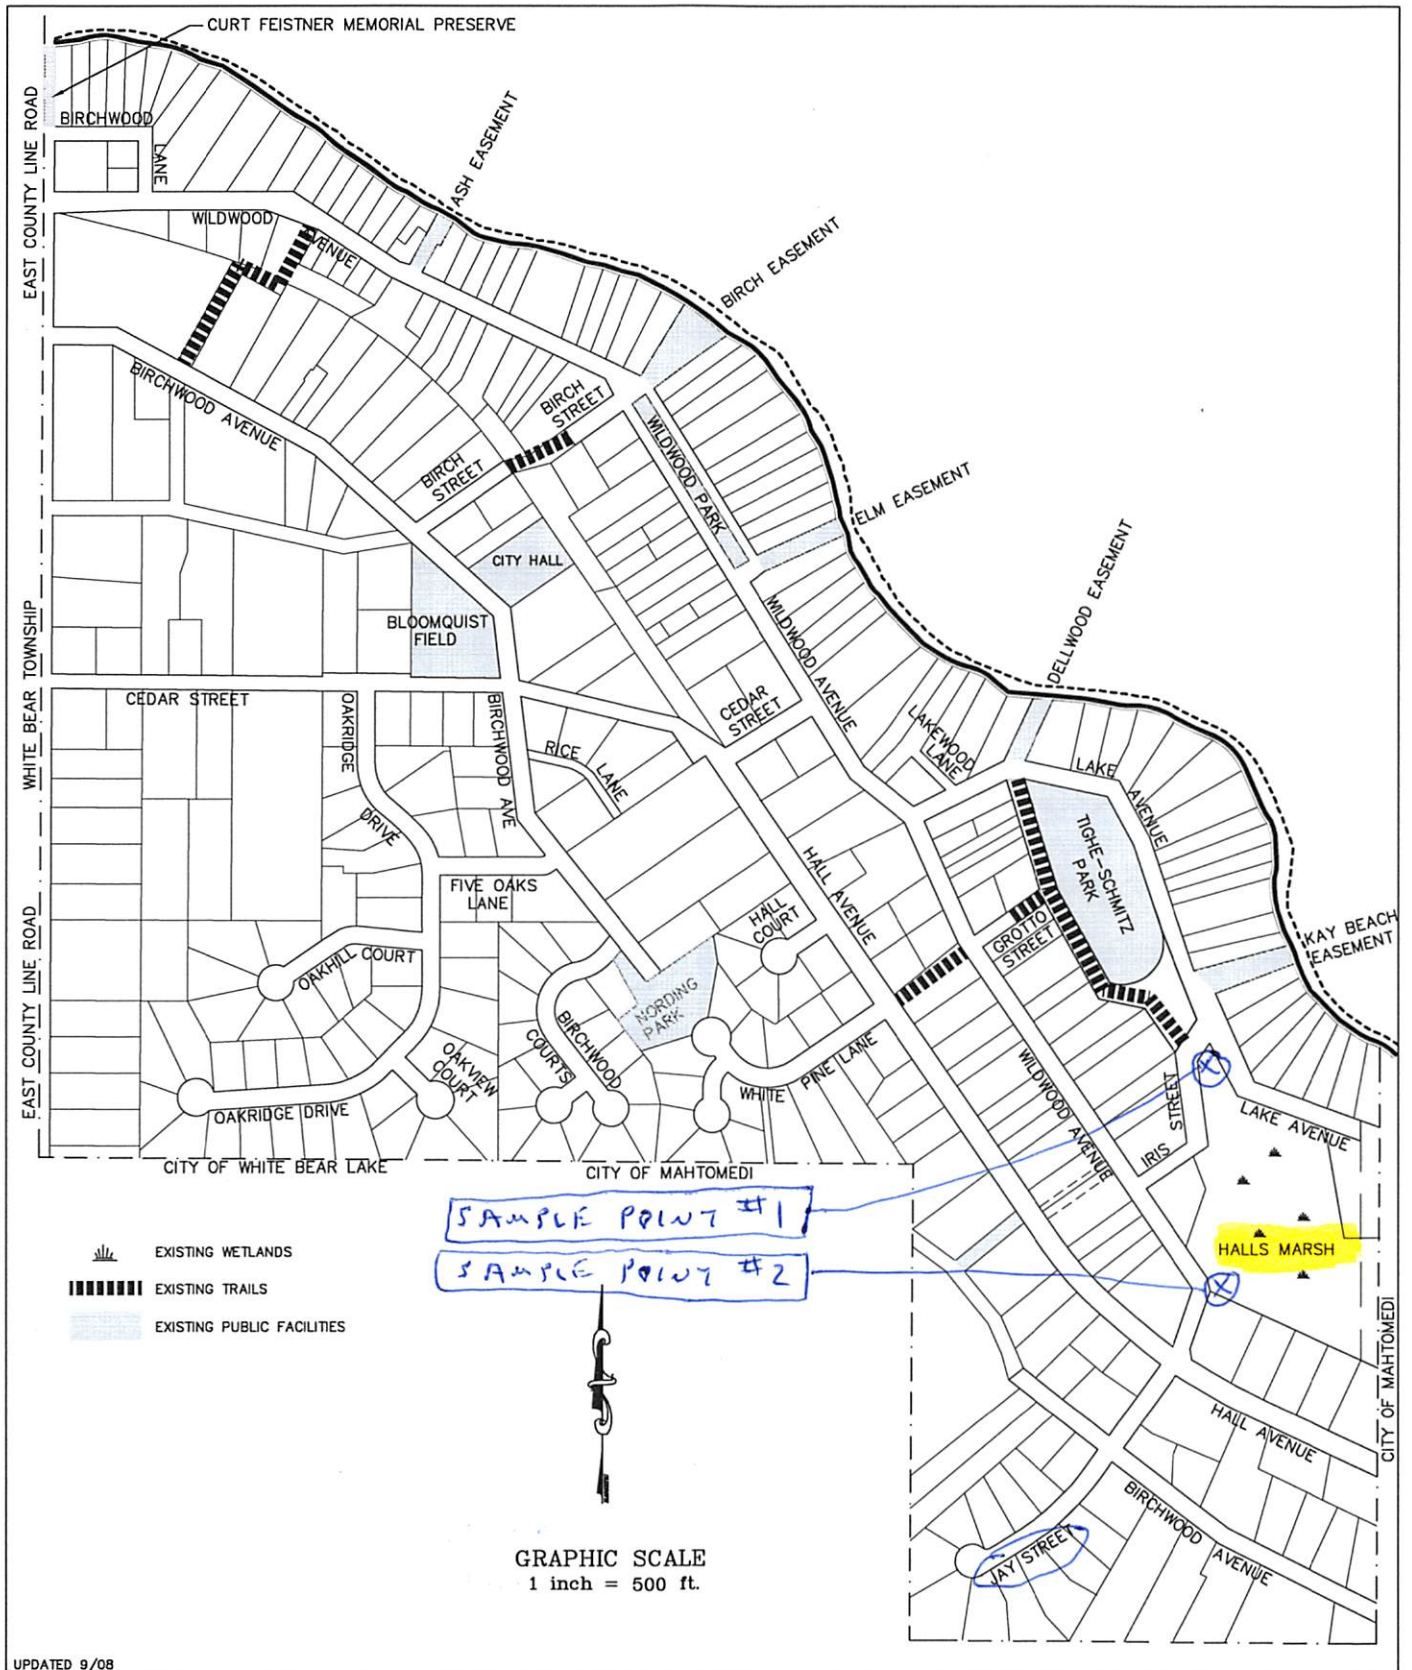 CURT FEISTNER MEMORIAL PRESERVE
EAST COUNTY LINE ROAD
BIRCHWOOD
LANE
ASH EASEMENT
WILDWOOD
AVENUE
BIRCH EASEMENT
BIRCHWOOD AVENUE
BIRCH
STREET
BIRCH
STREET
WILDWOOD PARK
ELM EASEMENT
CITY HALL
DELLWOOD EASEMENT
BLOOMQUIST
FIELD
WILDWOOD AVENUE
WHITE BEAR TOWNSHIP
CEDAR STREET
OAKRIDGE
DRIVE
BIRCHWOOD AVE
RICE
LANE
CEDAR
STREET
LAKEWOOD
LANE
LAKE
AVENUE
TIGHE-SCHMITZ
PARK
HALL AVENUE
FIVE OAKS
LANE
HALL
COURT
GROTTO
STREET
KAY BEACH
EASEMENT
EAST COUNTY LINE ROAD
OAKHILL COURT
NORDING
PARK
BIRCHWOOD
COURTS
OAKVIEW
COURT
OAKRIDGE DRIVE
WHITE
PINE LANE
WILDWOOD AVENUE
IRIS
STREET
LAKE AVENUE
CITY OF WHITE BEAR LAKE
CITY OF MAHTOMEDI
SAMPLE POINT #1
SAMPLE POINT #2
HALLS MARSH
EXISTING WETLANDS
EXISTING TRAILS
EXISTING PUBLIC FACILITIES
CITY OF MAHTOMEDI
HALL AVENUE
BIRCHWOOD AVENUE
JAY STREET
GRAPHIC SCALE
1 inch = 500 ft.
UPDATED 9/08